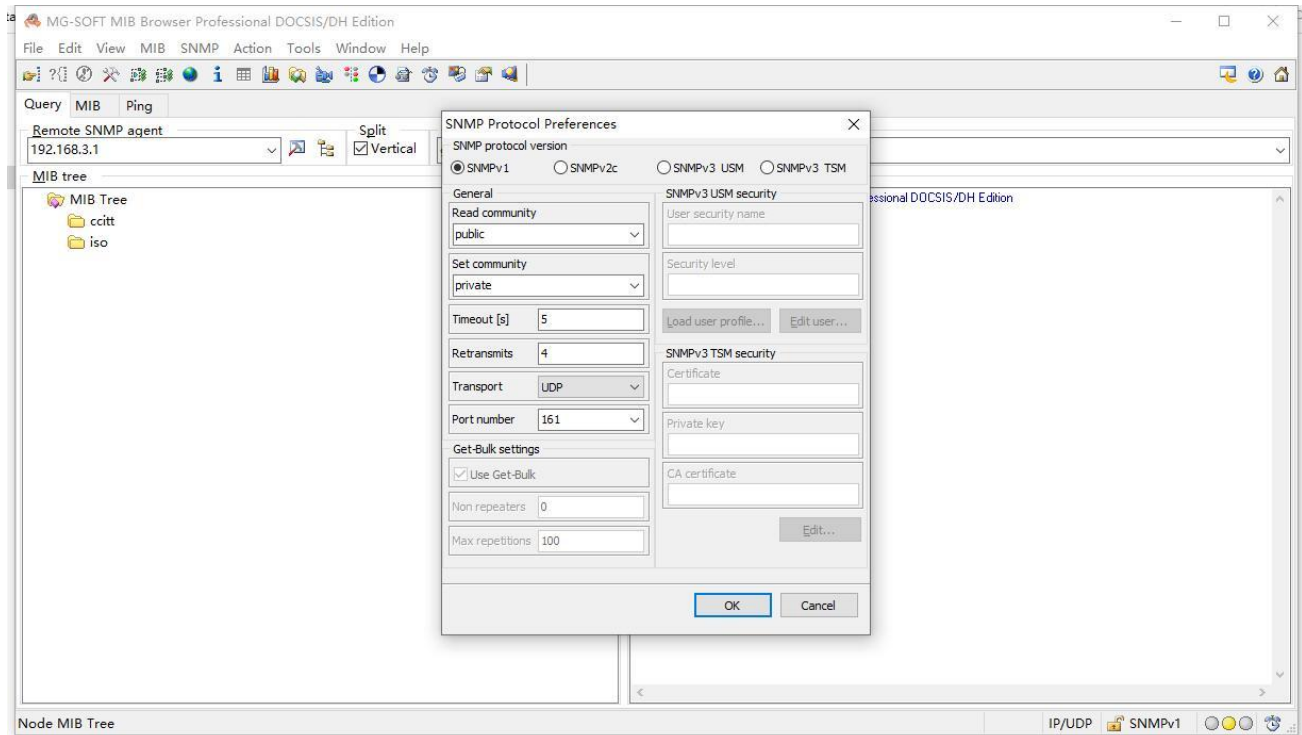 MG-SOFT MIB Browser Professional DOCSIS/DH Edition
File Edit View MIB SNMP Action Tools Window Help
Query MIB Ping
Remote SNMP agent
192.168.3.1
Split
Vertical
MIB tree
MIB Tree
ccitt
iso
essional DOCSIS/DH Edition
SNMP Protocol Preferences
SNMP protocol version
SNMPv1 SNMPv2c SNMPv3 USM SNMPv3 TSM
General
Read community
public
Set community
private
Timeout [s] 5
Retransmits 4
Transport UDP
Port number 161
Get-Bulk settings
Use Get-Bulk
Non repeaters 0
Max repetitions 100
SNMPv3 USM security
User security name
Security level
Load user profile... Edit user...
SNMPv3 TSM security
Certificate
Private key
CA certificate
Edit...
OK Cancel
Node MIB Tree
IP/UDP SNMPv1